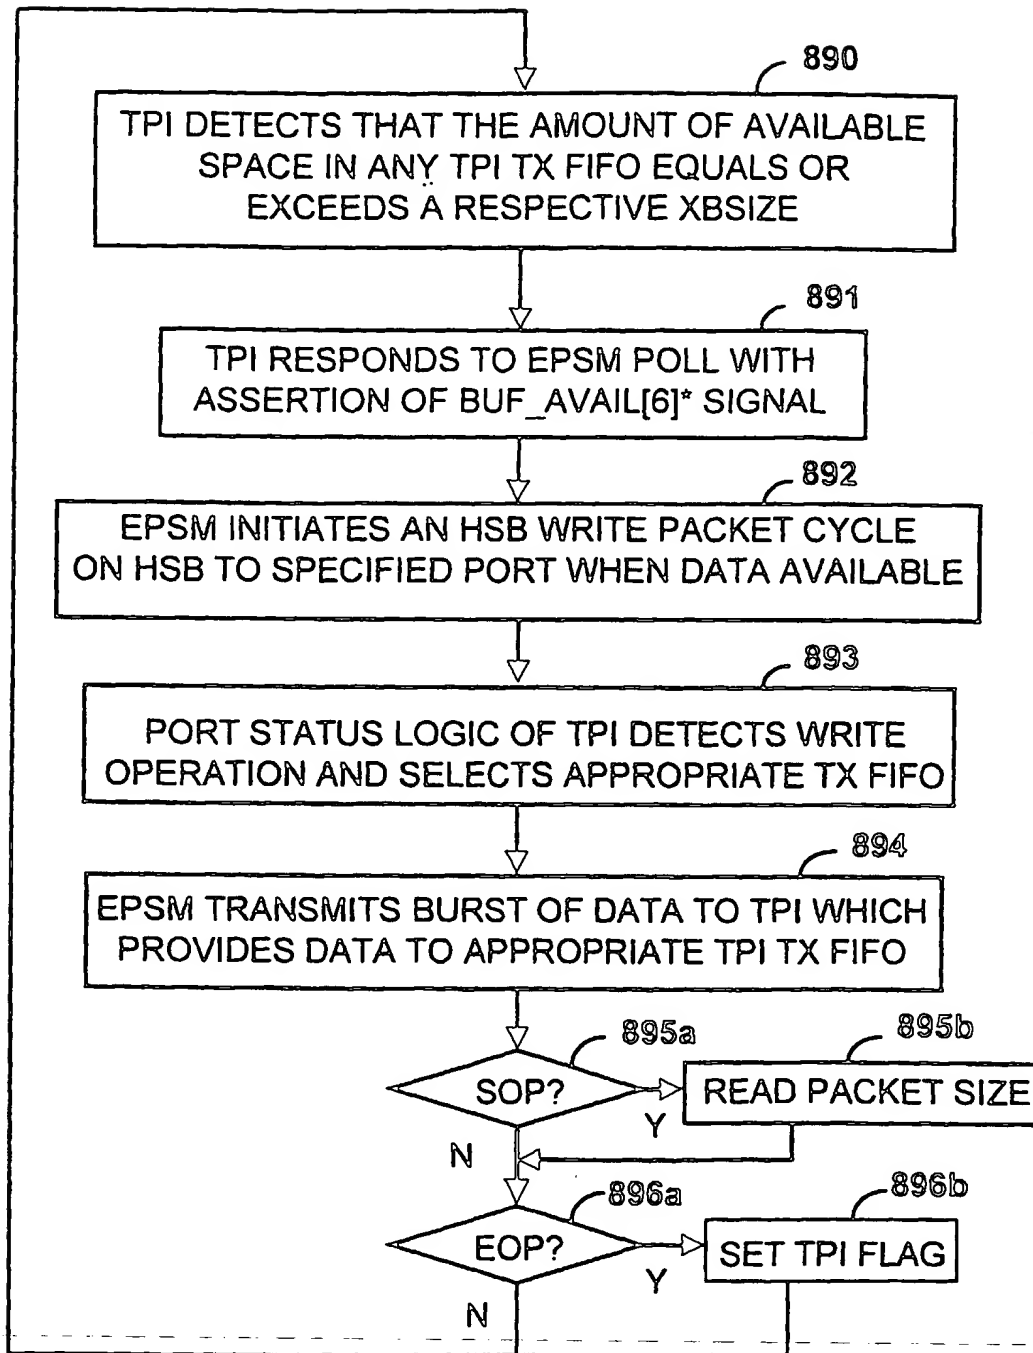 890
TPI DETECTS THAT THE AMOUNT OF AVAILABLE
SPACE IN ANY TPI TX FIFO EQUALS OR
EXCEEDS A RESPECTIVE XBSIZE
891
TPI RESPONDS TO EPSM POLL WITH
ASSERTION OF BUF_AVAIL[6]* SIGNAL
892
EPSM INITIATES AN HSB WRITE PACKET CYCLE
ON HSB TO SPECIFIED PORT WHEN DATA AVAILABLE
893
PORT STATUS LOGIC OF TPI DETECTS WRITE
OPERATION AND SELECTS APPROPRIATE TX FIFO
894
EPSM TRANSMITS BURST OF DATA TO TPI WHICH
PROVIDES DATA TO APPROPRIATE TPI TX FIFO
895a
895b
SOP?
READ PACKET SIZE
Y
N
896a
896b
EOP?
SET TPI FLAG
Y
N